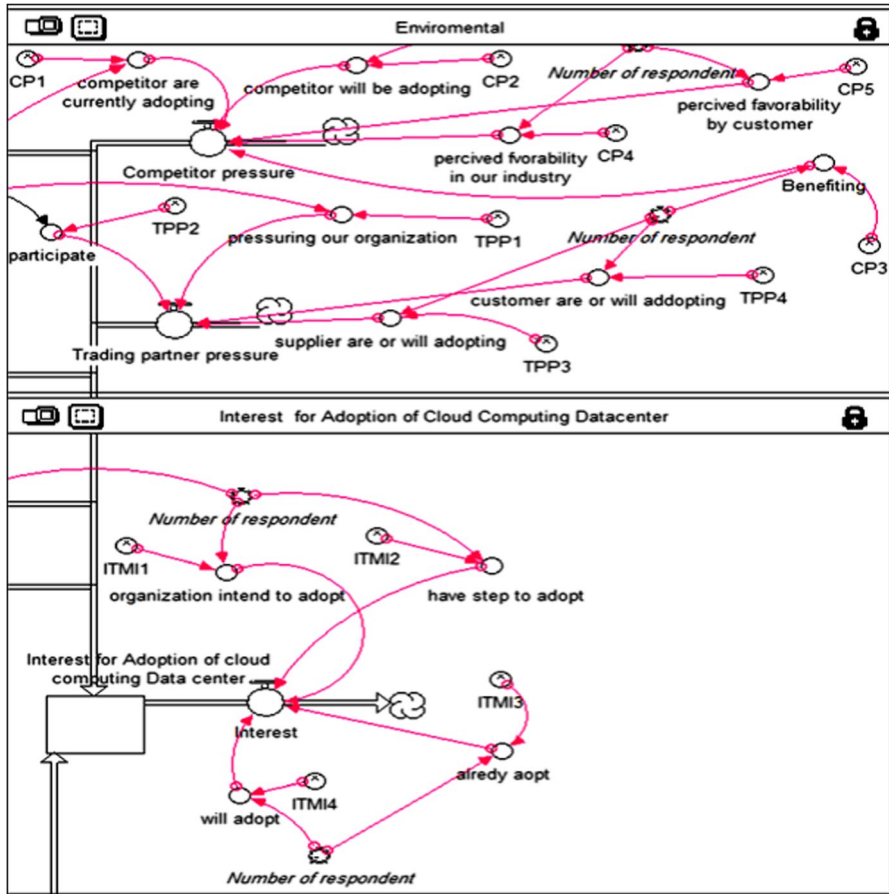 Enviromental
CP1
competitor are
currently adopting
competitor will be adopting
CP2
Number of respondent
percived favorability
by customer
CP5
Competitor pressure
percived fvorability
in our industry
CP4
Benefiting
participate
TPP2
pressuring our organization
TPP1
Number of respondent
CP3
customer are or will addopting
TPP4
Trading partner pressure
supplier are or will adopting
TPP3
Interest for Adoption of Cloud Computing Datacenter
Number of respondent
ITMI1
ITMI2
organization intend to adopt
have step to adopt
Interest for Adoption of cloud
computing Data center
ITMI3
Interest
alredy aopt
will adopt
ITMI4
Number of respondent